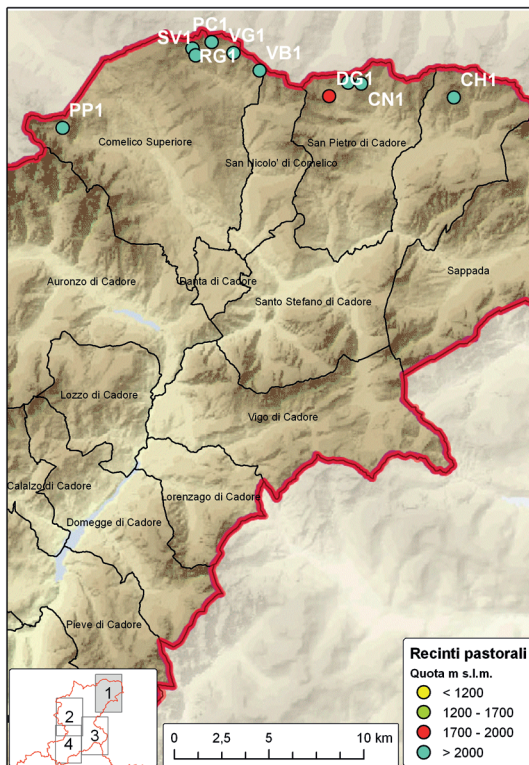 PC1
SV1
VG1
RG1
VB1
DG1
CN1
CH1
PP1
Comelico Superiore
San Pietro di Cadore
San Nicolo' di Comelico
Sappada
Auronzo di Cadore
Danta di Cadore
Santo Stefano di Cadore
Lozzo di Cadore
Vigo di Cadore
Calalzo di Cadore
Lorenzago di Cadore
Domegge di Cadore
Pieve di Cadore
Recinti pastorali
Quota m s.l.m.
< 1200
1200 - 1700
1700 - 2000
> 2000
1
2
3
4
0 2,5 5 10 km